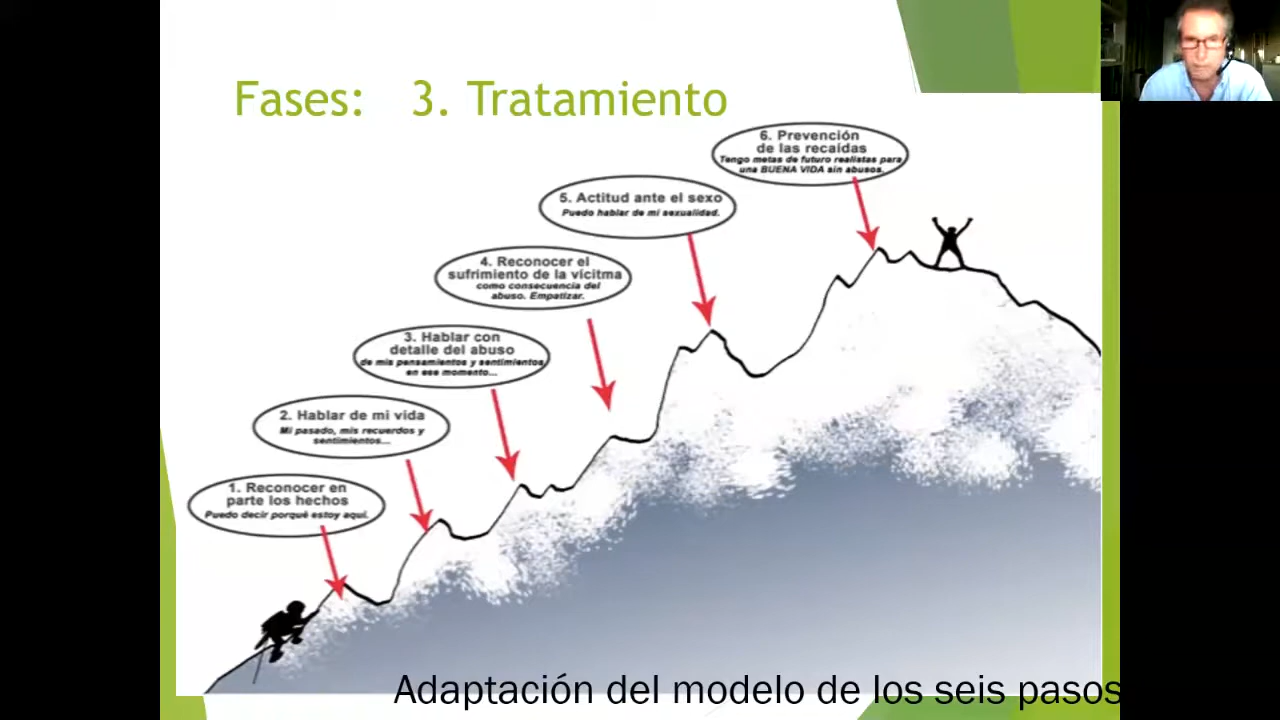 Fases: 3. Tratamiento
6. Prevención
de las recaídas
Tengo metas de futuro realistas para
una BUENA VIDA sin abusos.
5. Actitud ante el sexo
Puedo hablar de mi sexualidad.
4. Reconocer el
sufrimiento de la vícitma
como consecuencia del
abuso. Empatizar.
3. Hablar con
detalle del abuso
de mis pensamientos y sentimientos
en ese momento...
2. Hablar de mi vida
Mi pasado, mis recuerdos y
sentimientos...
1. Reconocer en
parte los hechos
Puedo decir porqué estoy aquí.
Adaptación del modelo de los seis pasos